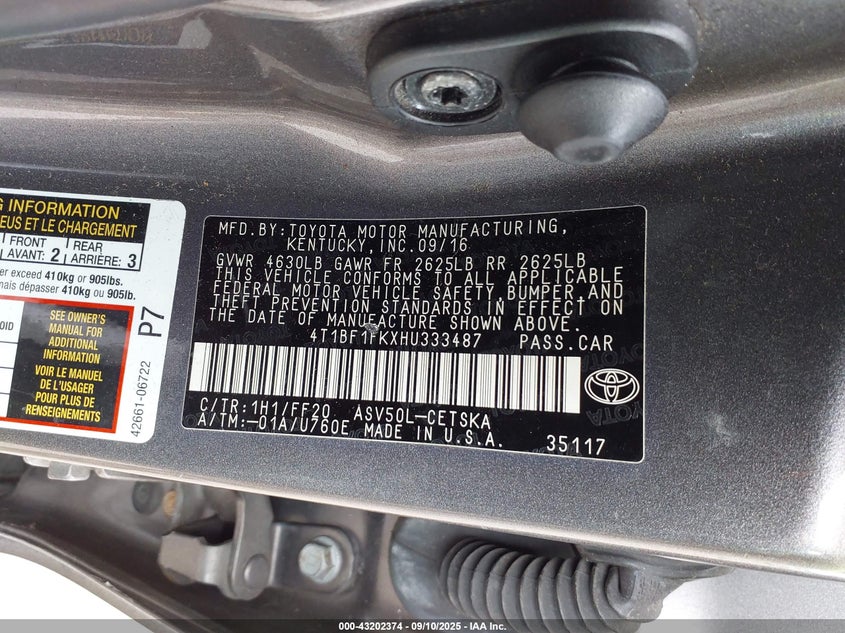 G INFORMATION
EUS ET LE CHARGEMENT
FRONT
AVANT: 2
REAR
ARRIÈRE: 3
er exceed 410kg or 905lbs.
mais dépasser 410kg ou 905lb.
OID
SEE OWNER'S
MANUAL FOR
ADDITIONAL
INFORMATION
VOIR LE MANUEL
DE L'USAGER
POUR PLUS DE
RENSEIGNEMENTS
P7
42661-06722
MFD.BY:TOYOTA MOTOR MANUFACTURING,
KENTUCKY,INC.09/16
GVWR 4630LB GAWR FR 2625LB RR 2625LB
THIS VEHICLE CONFORMS TO ALL APPLICABLE
FEDERAL MOTOR VEHICLE SAFETY,BUMPER,AND
THEFT PREVENTION STANDARDS IN EFFECT ON
THE DATE OF MANUFACTURE SHOWN ABOVE.
4T1BF1FKXHU333487 PASS.CAR
C/TR:1H1/FF20 ASV50L-CETSKA
A/TM:-01A/U760E MADE IN U.S.A. 35117
000-43202374 - 09/10/2025 - IAA Inc.